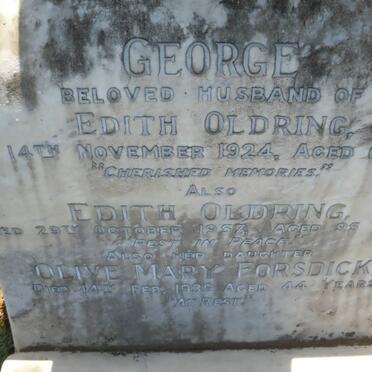 GEORGE
BELOVED · HUSBAND OF
EDITH OLDRING,
14TH NOVEMBER 1924, AGED
"CHERISHED MEMORIES."
ALSO
EDITH OLDRING,
29TH OCTOBER 1957, AGED
REST IN PEACE
ALSO HER DAUGHTER
OLIVE MARY FORSDICK
DIED 14TH FEB. AGED 44 YEARS
"AT REST."